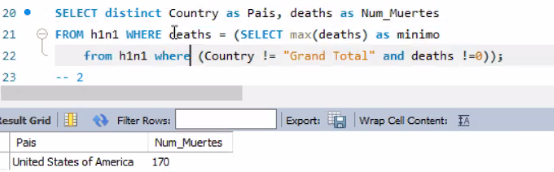 20 SELECT distinct Country as Pais, deaths as Num_Muertes
21 FROM h1n1 WHERE deaths = (SELECT max(deaths) as minimo
22 from h1n1 where (Country != "Grand Total" and deaths !=0));
23 -- 2
Result Grid Filter Rows: Export: Wrap Cell Content:
Pais Num_Muertes
United States of America 170